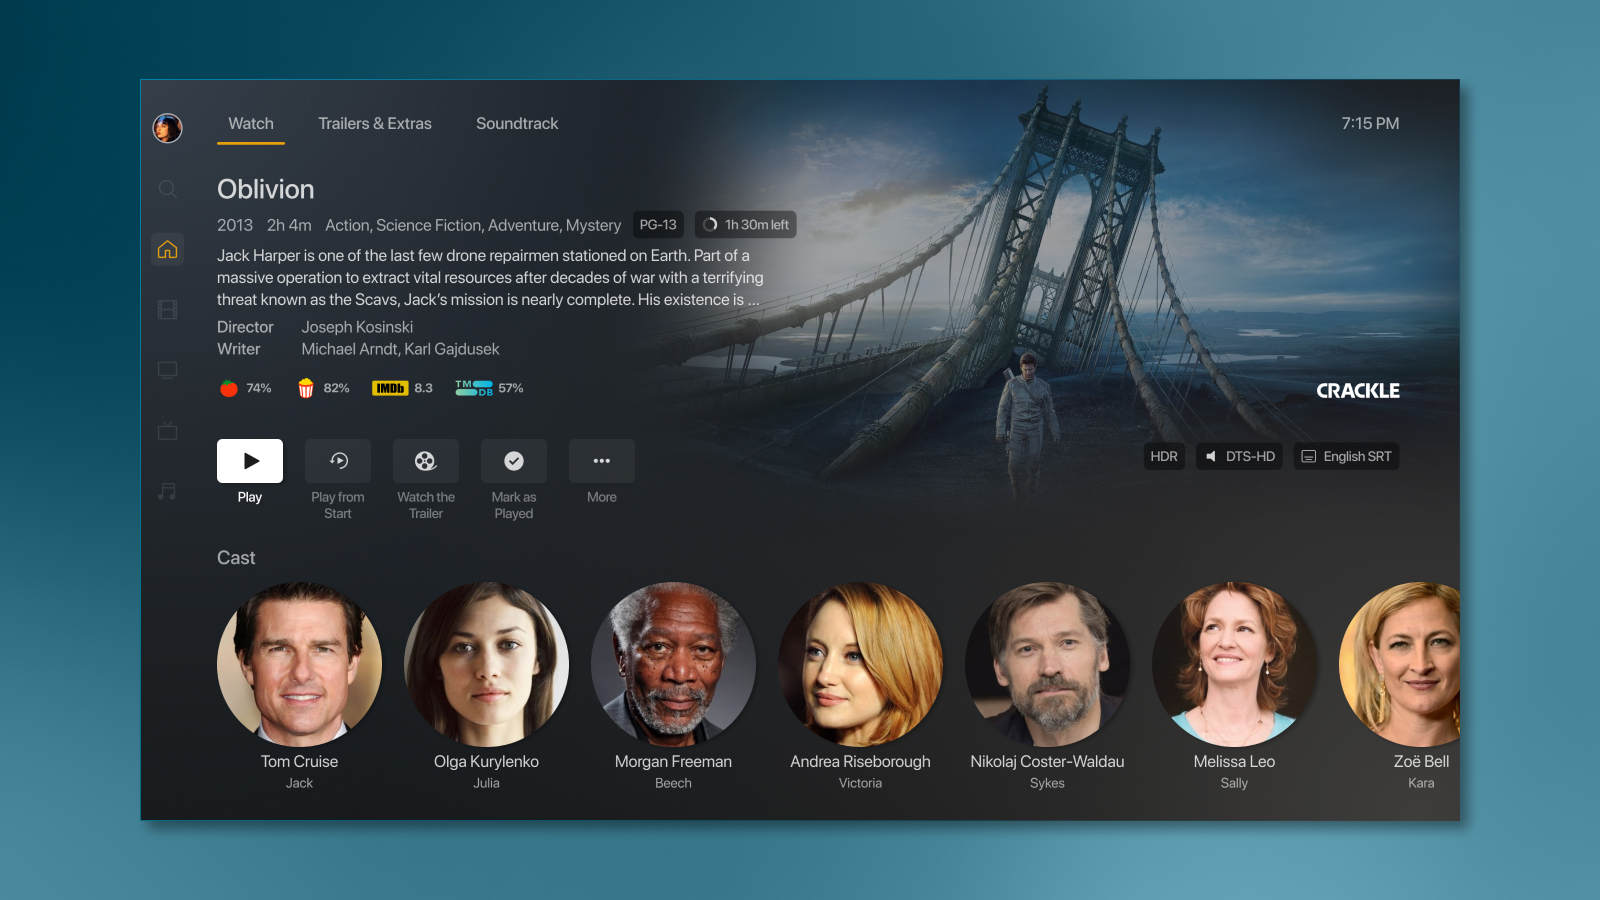 Watch Trailers & Extras Soundtrack 7:15 PM
Oblivion
2013 2h 4m Action, Science Fiction, Adventure, Mystery PG-13 1h 30m left
Jack Harper is one of the last few drone repairmen stationed on Earth. Part of a
massive operation to extract vital resources after decades of war with a terrifying
threat known as the Scavs, Jack’s mission is nearly complete. His existence is ...
Director Joseph Kosinski
Writer Michael Arndt, Karl Gajdusek
74% 82% IMDb 8.3 TMDB 57%
CRACKLE
HDR DTS-HD English SRT
Play
Play from
Start
Watch the
Trailer
Mark as
Played
More
Cast
Tom Cruise
Jack
Olga Kurylenko
Julia
Morgan Freeman
Beech
Andrea Riseborough
Victoria
Nikolaj Coster-Waldau
Sykes
Melissa Leo
Sally
Zoë Bell
Kara